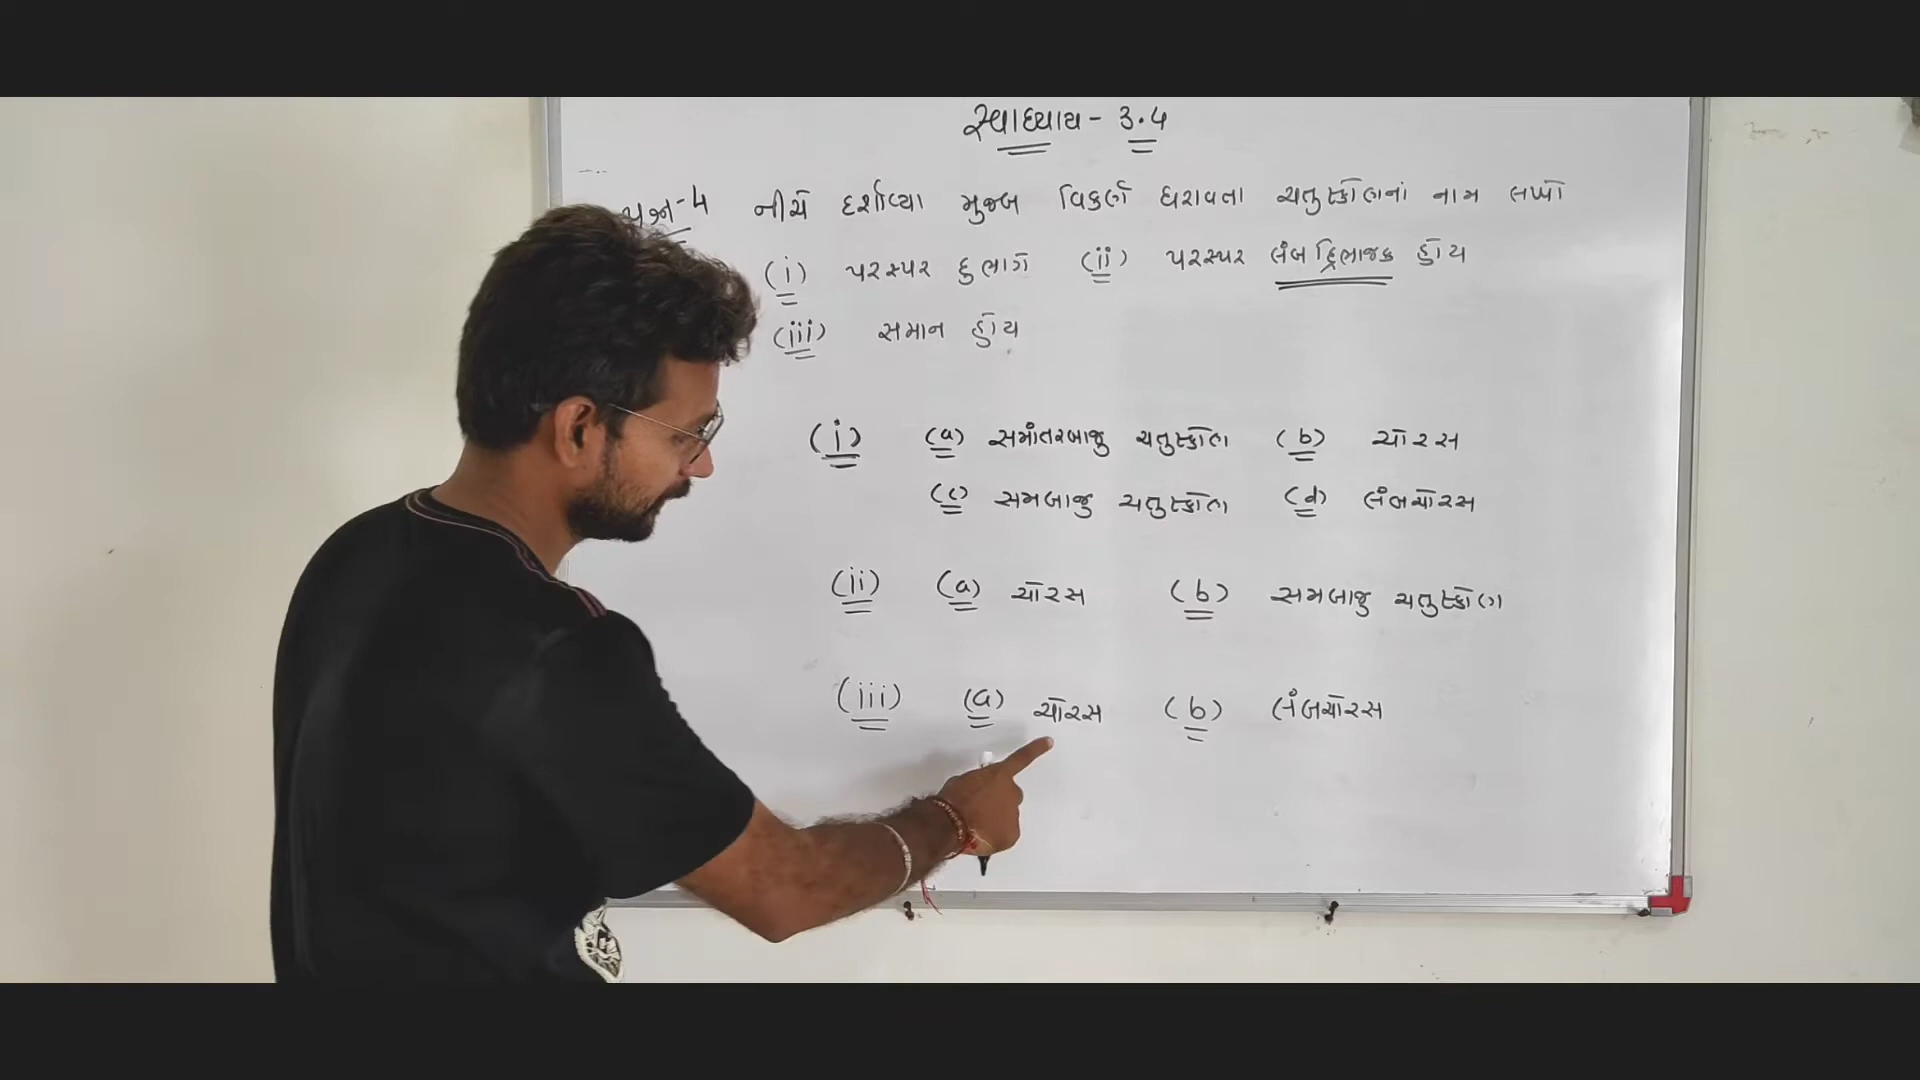 સ્વાધ્યાય - 3.4
પ્રશ્ન-4 નીચે દર્શાવ્યા મુજબ વિકર્ણો ધરાવતા ચતુષ્કોણનાં નામ લખો
(i) પરસ્પર દુભાગે (ii) પરસ્પર લંબદ્વિભાજક હોય
(iii) સમાન હોય
(i) (a) સમાંતરબાજુ ચતુષ્કોણ (b) ચોરસ
(c) સમબાજુ ચતુષ્કોણ (d) લંબચોરસ
(ii) (a) ચોરસ (b) સમબાજુ ચતુષ્કોણ
(iii) (a) ચોરસ (b) લંબચોરસ